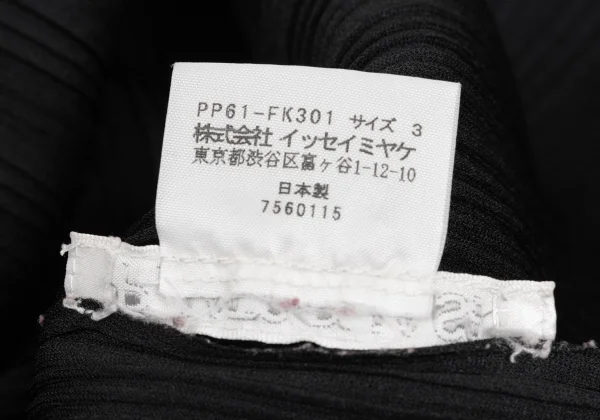 PP61-FK301 サイズ 3
株式会社 イッセイミヤケ
東京都渋谷区富ヶ谷1-12-10
日本製
7560115